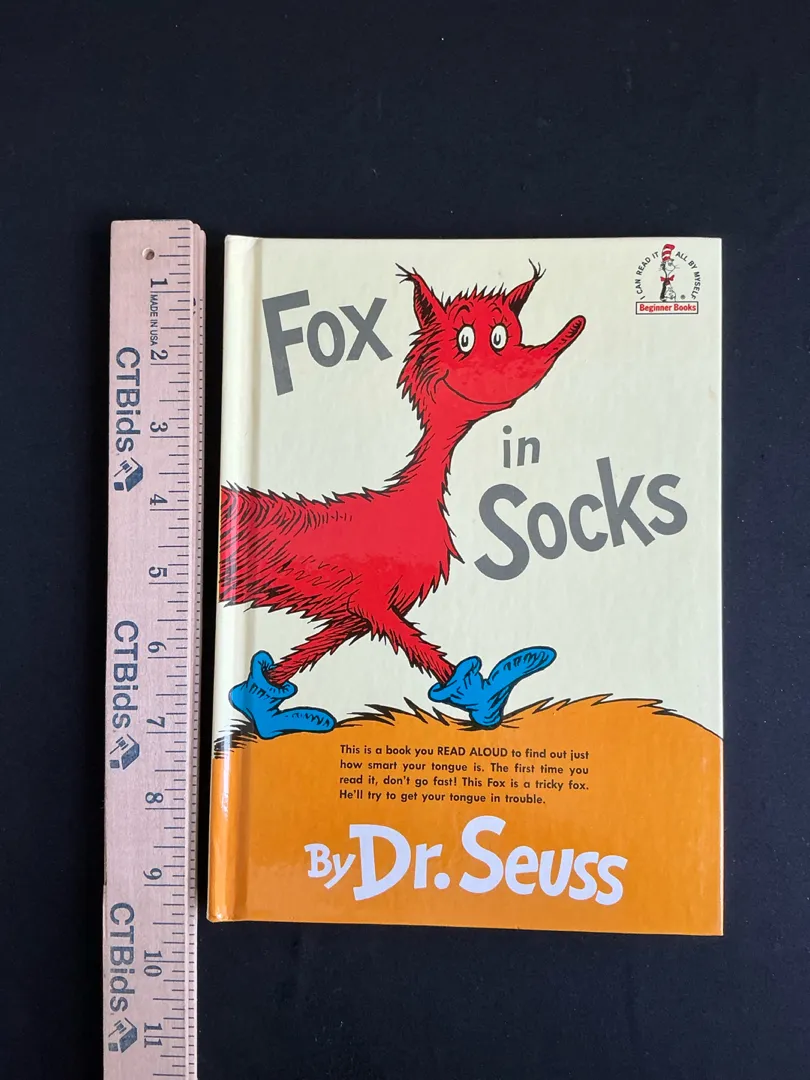 Fox
in
Socks
I CAN READ IT ALL BY MYSELF
Beginner Books
This is a book you READ ALOUD to find out just
how smart your tongue is. The first time you
read it, don't go fast! This Fox is a tricky fox.
He'll try to get your tongue in trouble.
By Dr. Seuss
1
MADE IN USA
2
3
4
5
6
7
8
9
10
11
CTBids
CTBids
CTBids